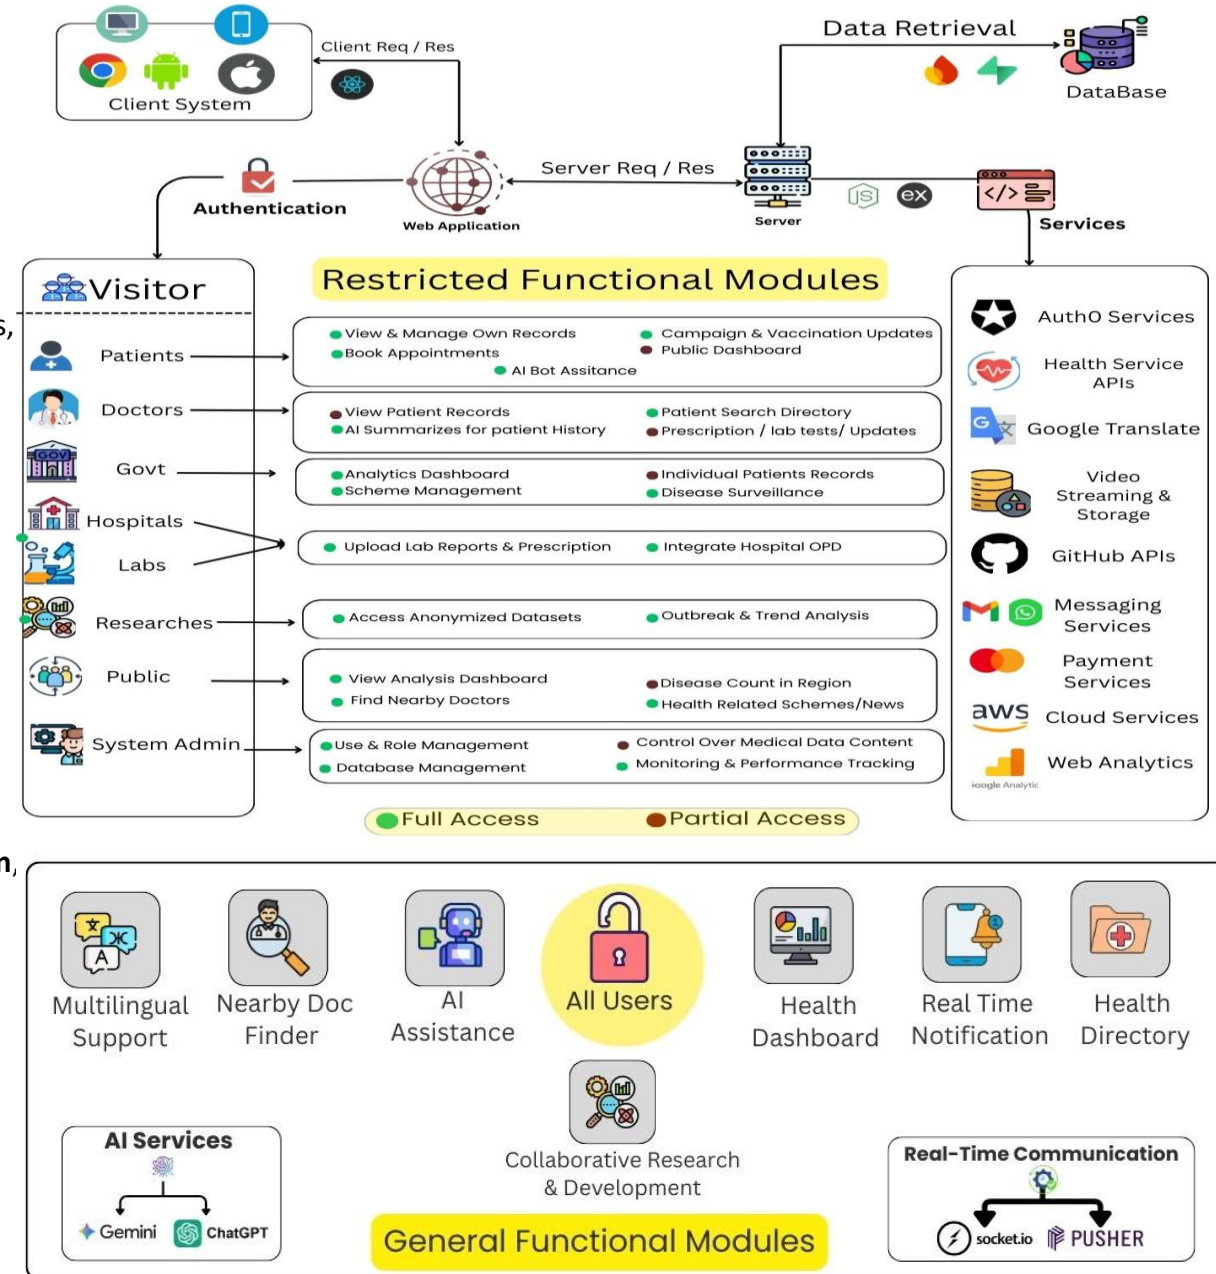 Client Req / Res
Client System
Data Retrieval
DataBase
Authentication
Web Application
Server Req / Res
Server
JS
ex
</>
Services
Visitor
Restricted Functional Modules
s,
Patients
View & Manage Own Records
Campaign & Vaccination Updates
Book Appointments
Public Dashboard
AI Bot Assitance
Doctors
View Patient Records
Patient Search Directory
AI Summarizes for patient History
Prescription / lab tests/ Updates
GOV
Govt
Analytics Dashboard
Individual Patients Records
Scheme Management
Disease Surveillance
Hospitals
Labs
Upload Lab Reports & Prescription
Integrate Hospital OPD
Researches
Access Anonymized Datasets
Outbreak & Trend Analysis
Public
View Analysis Dashboard
Disease Count in Region
Find Nearby Doctors
Health Related Schemes/News
System Admin
Use & Role Management
Control Over Medical Data Content
Database Management
Monitoring & Performance Tracking
Full Access
Partial Access
Auth0 Services
Health Service
APIs
G
文
Google Translate
Video
Streaming &
Storage
GitHub APIs
Messaging
Services
Payment
Services
aws
Cloud Services
Web Analytics
Google Analytic
n,
文
A
Multilingual
Support
Nearby Doc
Finder
AI
Assistance
All Users
Health
Dashboard
1
Real Time
Notification
Health
Directory
Collaborative Research
& Development
AI Services
Gemini
ChatGPT
General Functional Modules
Real-Time Communication
socket.io
PUSHER